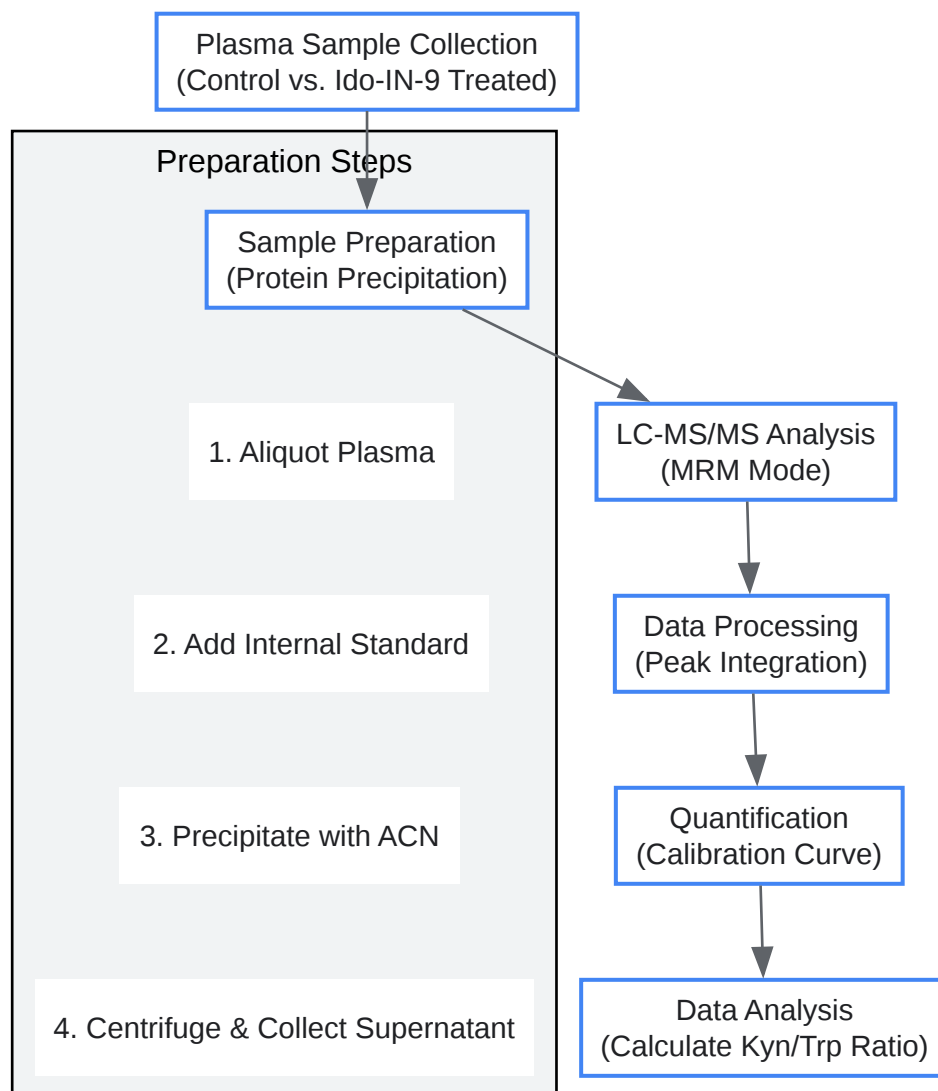 Plasma Sample Collection
(Control vs. Ido-IN-9 Treated)
Preparation Steps
Sample Preparation
(Protein Precipitation)
1. Aliquot Plasma
2. Add Internal Standard
3. Precipitate with ACN
4. Centrifuge & Collect Supernatant
LC-MS/MS Analysis
(MRM Mode)
Data Processing
(Peak Integration)
Quantification
(Calibration Curve)
Data Analysis
(Calculate Kyn/Trp Ratio)